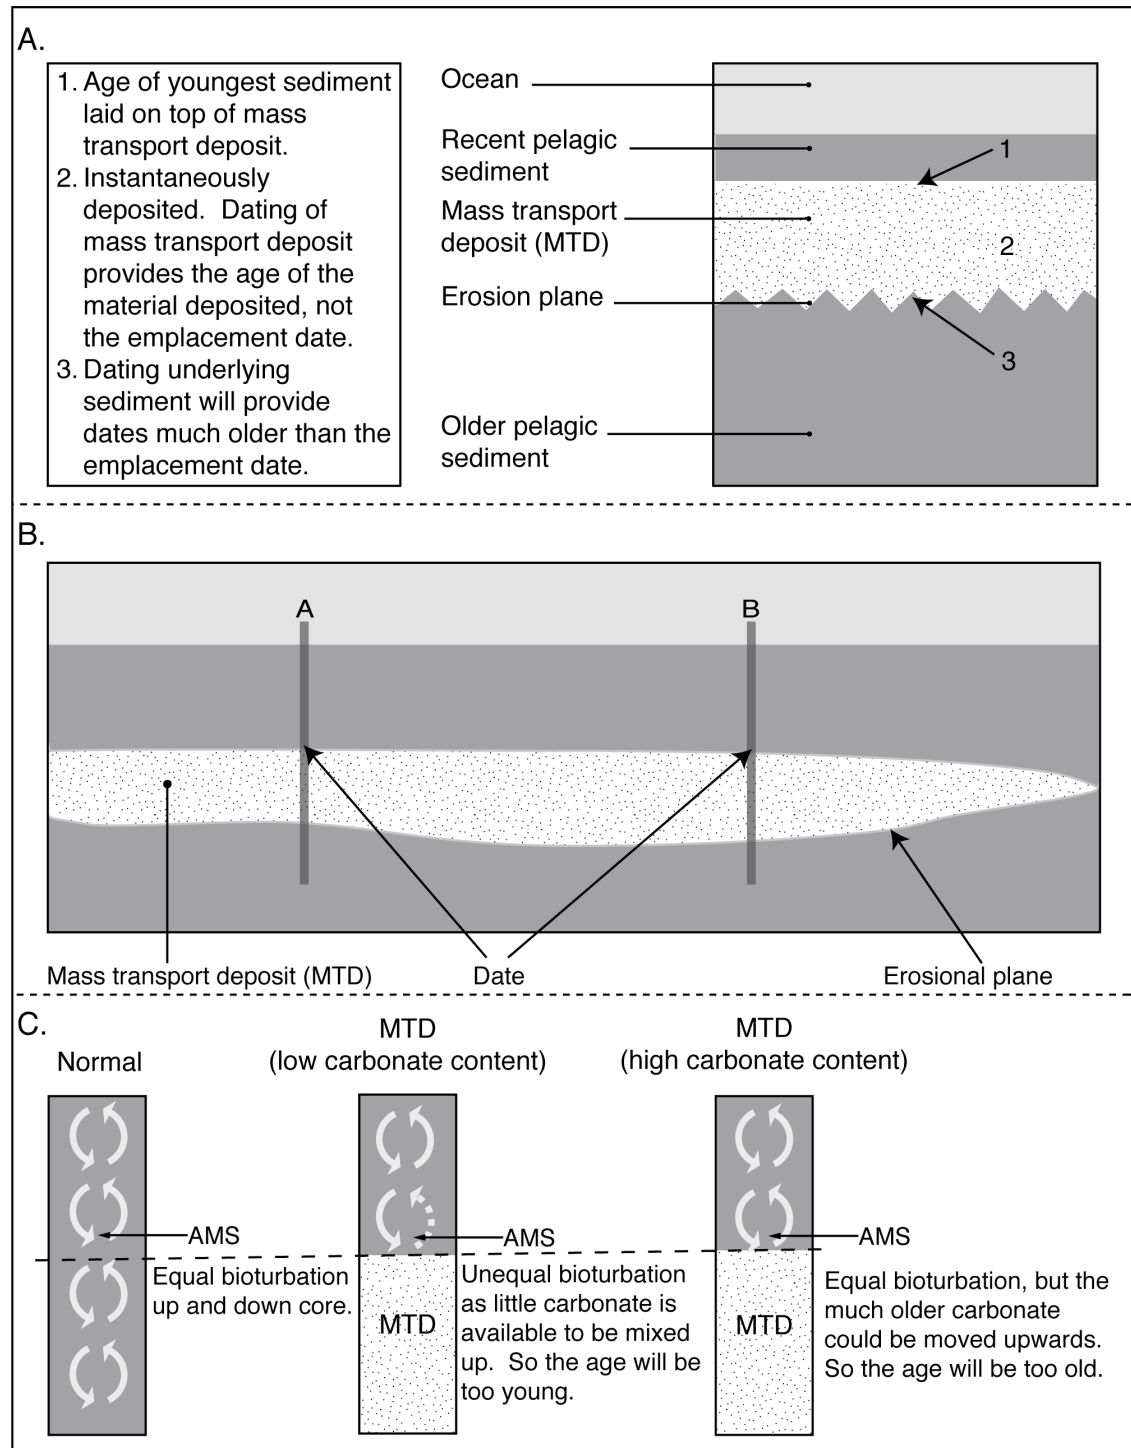 A.
1. Age of youngest sediment
laid on top of mass
transport deposit.
2. Instantaneously
deposited. Dating of
mass transport deposit
provides the age of the
material deposited, not
the emplacement date.
3. Dating underlying
sediment will provide
dates much older than the
emplacement date.
Ocean
Recent pelagic
sediment
Mass transport
deposit (MTD)
Erosion plane
Older pelagic
sediment
1
2
3
B.
A
B
Mass transport deposit (MTD)
Date
Erosional plane
C.
Normal
AMS
Equal bioturbation
up and down core.
MTD
(low carbonate content)
AMS
MTD
Unequal bioturbation
as little carbonate is
available to be mixed
up. So the age will be
too young.
MTD
(high carbonate content)
AMS
MTD
Equal bioturbation, but the
much older carbonate
could be moved upwards.
So the age will be too old.